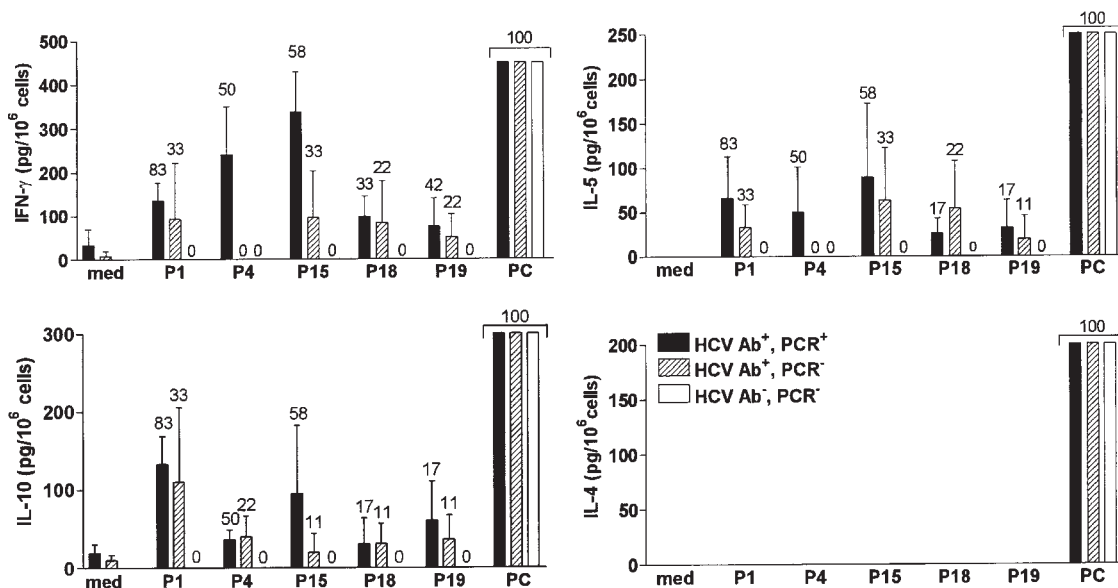 100
500
400
300
200
100
0
IFN-γ (pg/10⁶ cells)
83 33 0
50 0 0
58 33 0
33 22 0
42 22 0
med P1 P4 P15 P18 P19 PC
100
250
200
150
100
50
0
IL-5 (pg/10⁶cells)
83 33 0
50 0 0
58 33 0
17 22 0
17 11 0
med P1 P4 P15 P18 P19 PC
100
300
200
100
0
IL-10 (pg/10⁶ cells)
83 33 0
50 22 0
58 11 0
17 11 0
17 11 0
med P1 P4 P15 P18 P19 PC
100
200
150
100
50
0
IL-4 (pg/10⁶cells)
HCV Ab⁺, PCR⁺
HCV Ab⁺, PCR⁻
HCV Ab⁻, PCR⁻
med P1 P4 P15 P18 P19 PC